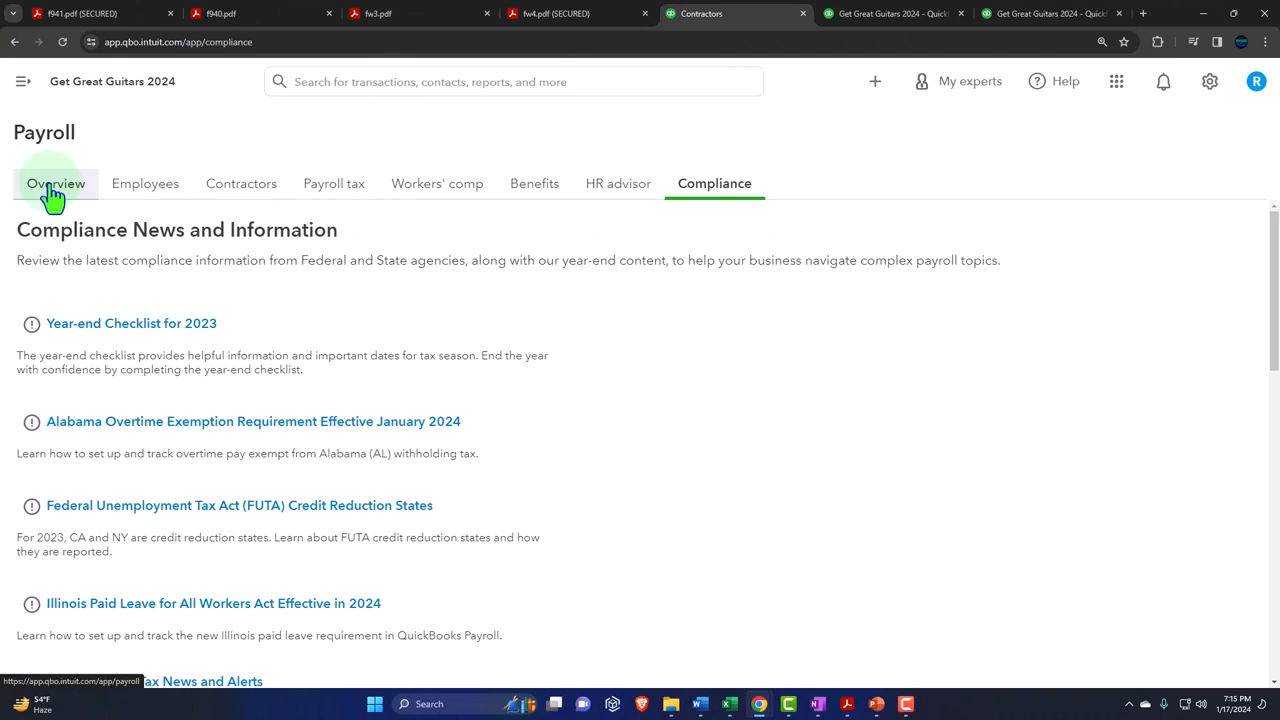 f941.pdf (SECURED)
f940.pdf (SECURED)
fw3.pdf
fw4.pdf (SECURED)
Contractors
Get Great Guitars 2024 - Quick
Get Great Guitars 2024 - Quick
app.qbo.intuit.com/app/compliance
Get Great Guitars 2024
Search for transactions, contacts, reports, and more
My experts
Help
R
Payroll
Overview
Employees
Contractors
Payroll tax
Workers' comp
Benefits
HR advisor
Compliance
Compliance News and Information
Review the latest compliance information from Federal and State agencies, along with our year-end content, to help your business navigate complex payroll topics.
Year-end Checklist for 2023
The year-end checklist provides helpful information and important dates for tax season. End the year
with confidence by completing the year-end checklist.
Alabama Overtime Exemption Requirement Effective January 2024
Learn how to set up and track overtime pay exempt from Alabama (AL) withholding tax.
Federal Unemployment Tax Act (FUTA) Credit Reduction States
For 2023, CA and NY are credit reduction states. Learn about FUTA credit reduction states and how
they are reported.
Illinois Paid Leave for All Workers Act Effective in 2024
Learn how to set up and track the new Illinois paid leave requirement in QuickBooks Payroll.
Tax News and Alerts
https://app.qbo.intuit.com/app/payroll
54°F
Haze
Search
7:15 PM
1/17/2024